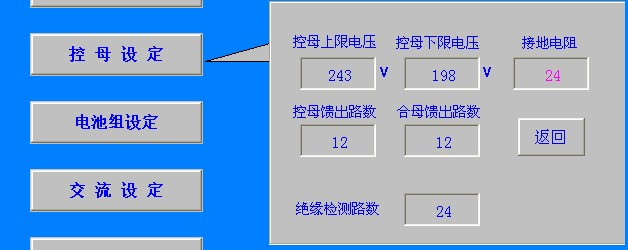 控 母 设 定
电池组设定
交 流 设 定
控母上限电压 控母下限电压 接地电阻
243 V 198 V 24
控母馈出路数 合母馈出路数
12 12 返回
绝缘检测路数 24